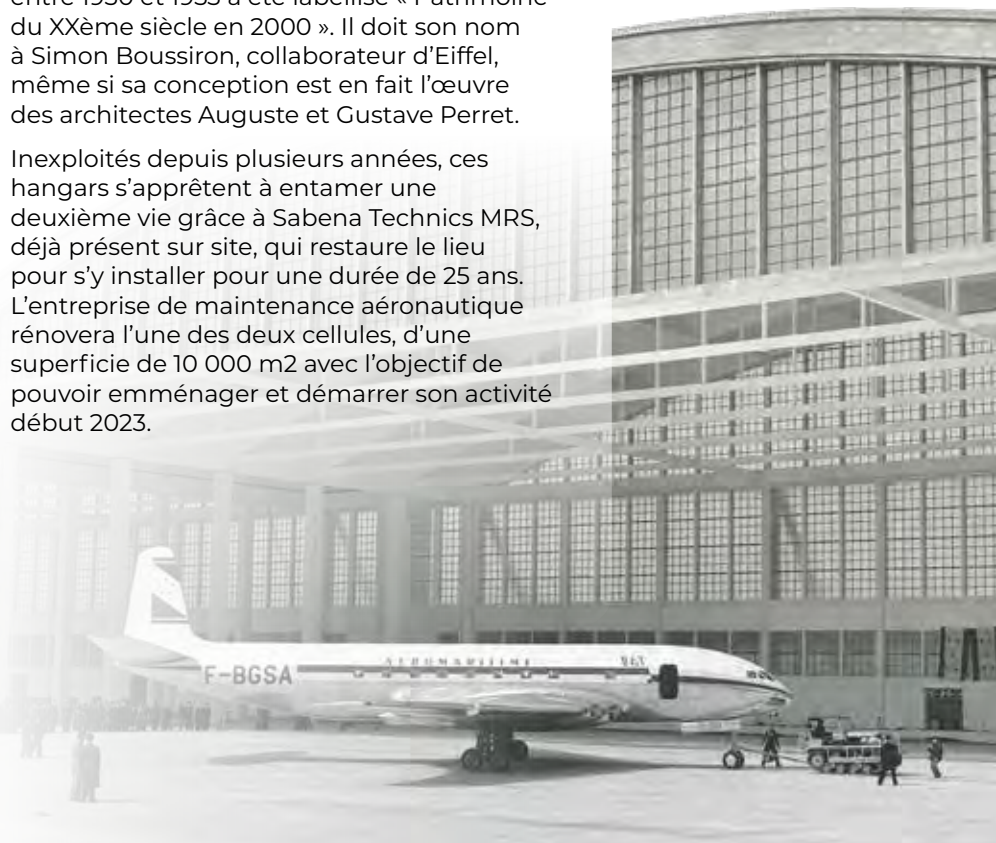 du XXème siècle en 2000 ». Il doit son nom
à Simon Boussiron, collaborateur d’Eiffel,
même si sa conception est en fait l’œuvre
des architectes Auguste et Gustave Perret.
Inexploités depuis plusieurs années, ces
hangars s’apprêtent à entamer une
deuxième vie grâce à Sabena Technics MRS,
déjà présent sur site, qui restaure le lieu
pour s’y installer pour une durée de 25 ans.
L’entreprise de maintenance aéronautique
rénovera l’une des deux cellules, d’une
superficie de 10 000 m2 avec l’objectif de
pouvoir emménager et démarrer son activité
début 2023.
AEROMARITIME UAT
F-BGSA